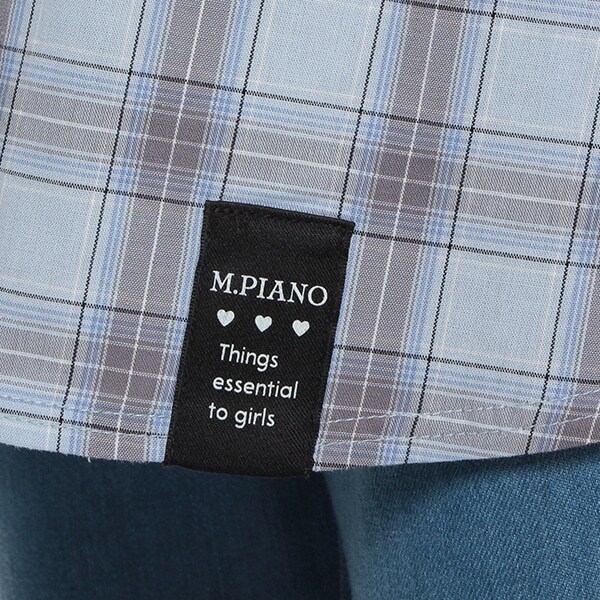 M.PIANO
♥ ♥ ♥
Things
essential
to girls